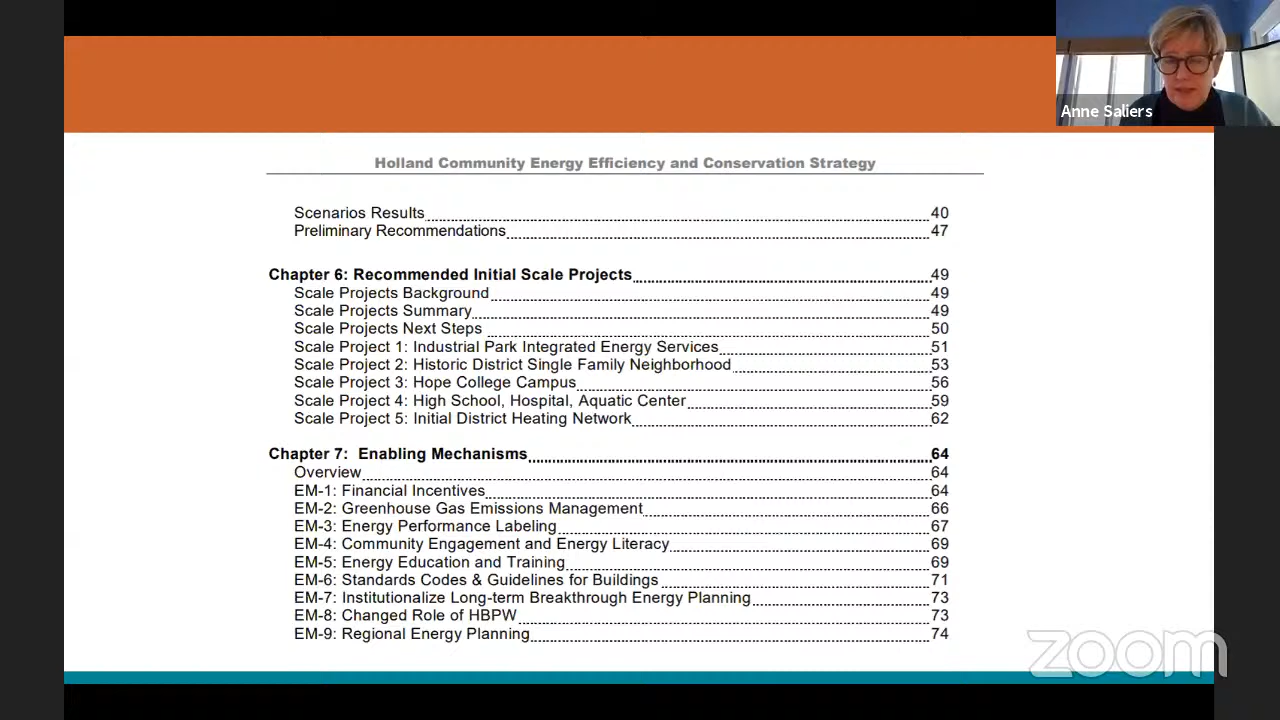 Anne Saliers
Holland Community Energy Efficiency and Conservation Strategy
Scenarios Results 40
Preliminary Recommendations 47
Chapter 6: Recommended Initial Scale Projects 49
Scale Projects Background 49
Scale Projects Summary 49
Scale Projects Next Steps 50
Scale Project 1: Industrial Park Integrated Energy Services 51
Scale Project 2: Historic District Single Family Neighborhood 53
Scale Project 3: Hope College Campus 56
Scale Project 4: High School, Hospital, Aquatic Center 59
Scale Project 5: Initial District Heating Network 62
Chapter 7: Enabling Mechanisms 64
Overview 64
EM-1: Financial Incentives 64
EM-2: Greenhouse Gas Emissions Management 66
EM-3: Energy Performance Labeling 67
EM-4: Community Engagement and Energy Literacy 69
EM-5: Energy Education and Training 69
EM-6: Standards Codes & Guidelines for Buildings 71
EM-7: Institutionalize Long-term Breakthrough Energy Planning 73
EM-8: Changed Role of HBPW 73
EM-9: Regional Energy Planning 74
zoom